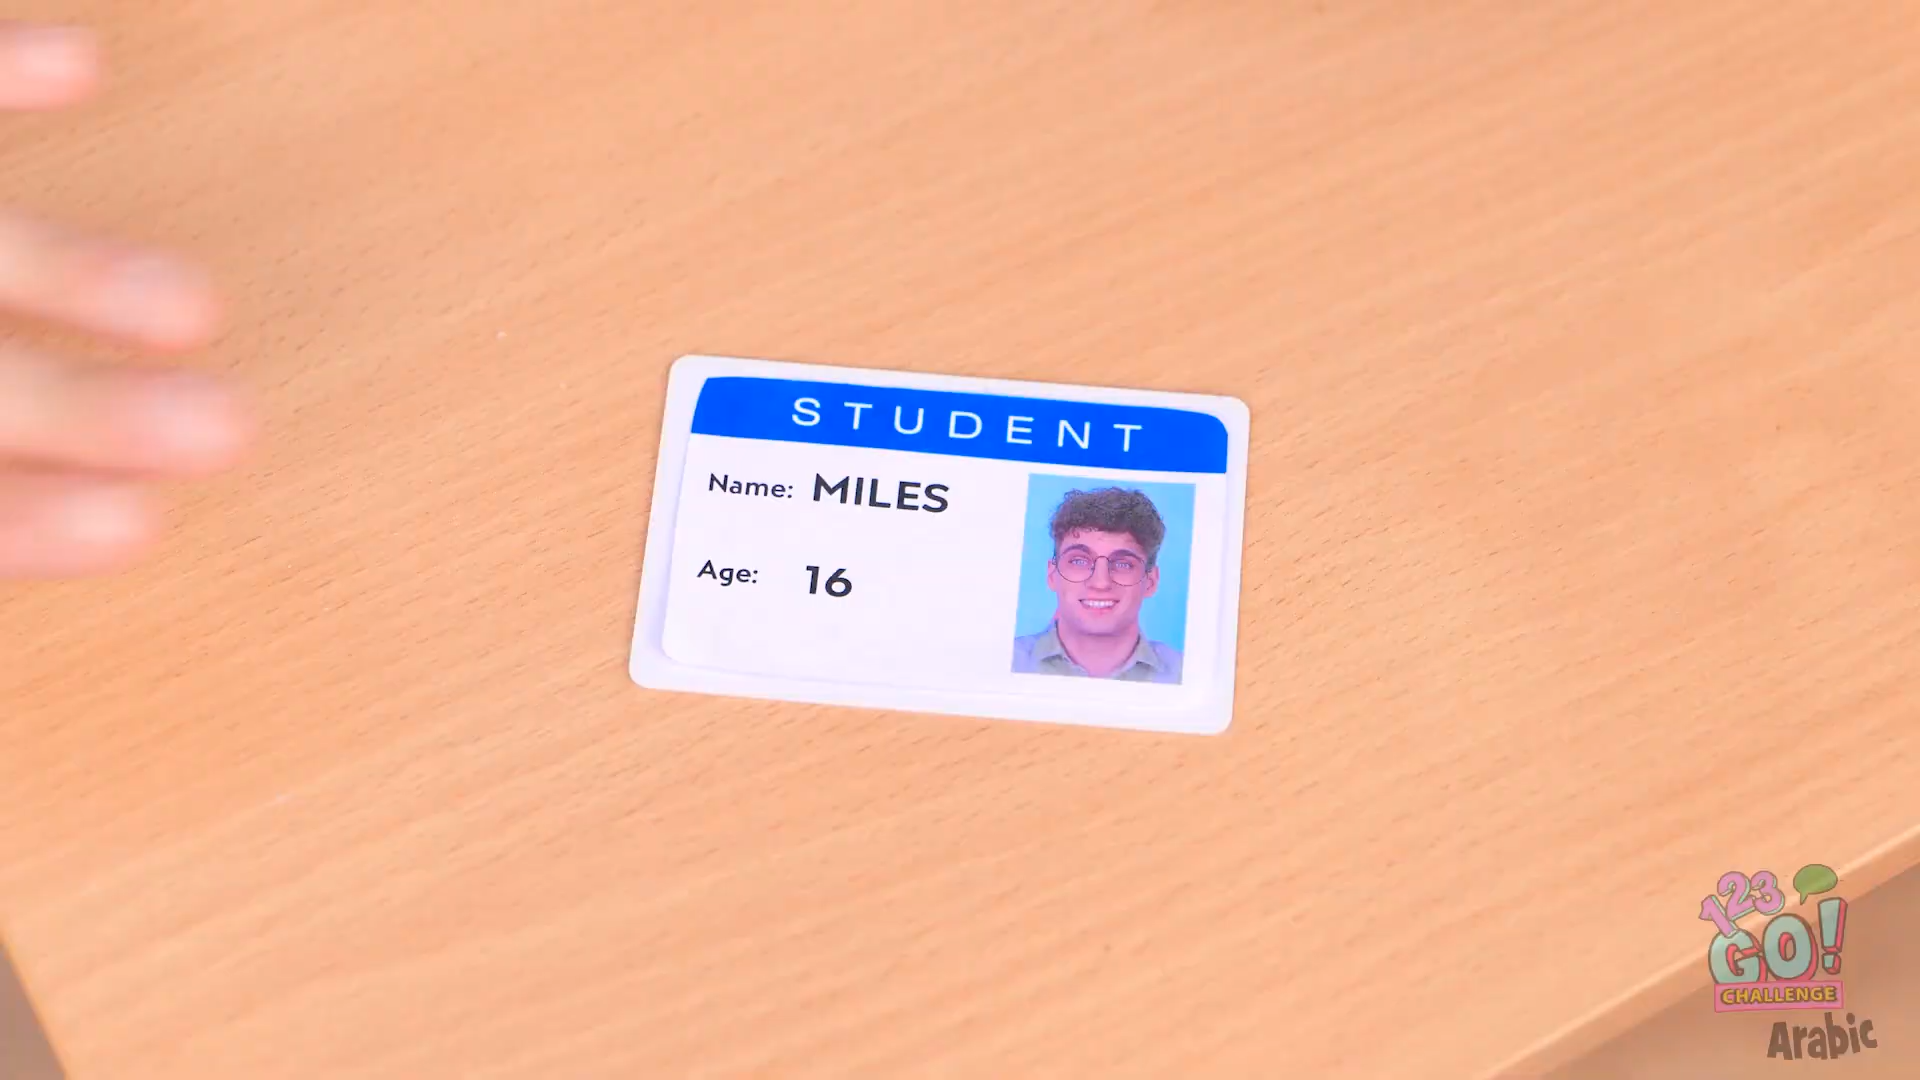 STUDENT
Name: MILES
Age: 16
123
GO!
CHALLENGE
Arabic